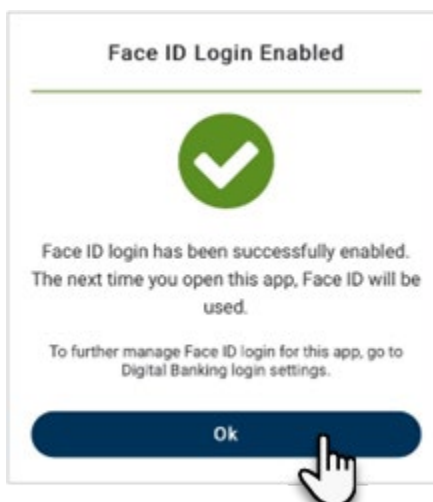 Face ID Login Enabled
Face ID login has been successfully enabled.
The next time you open this app, Face ID will be
used.
To further manage Face ID login for this app, go to
Digital Banking login settings.
Ok